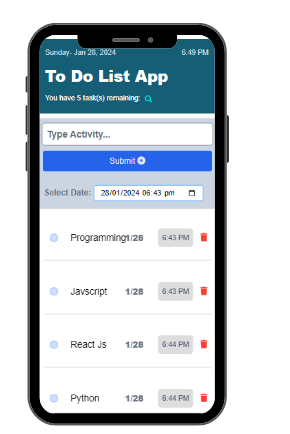 Sunday- Jan 28, 2024 6:49 PM
To Do List App
You have 5 task(s) remaining:
Type Activity...
Submit
Select Date: 28/01/2024 06:43 pm
Programming 1/28 6:43 PM
Javscript 1/28 6:43 PM
React Js 1/28 6:44 PM
Python 1/28 6:44 PM